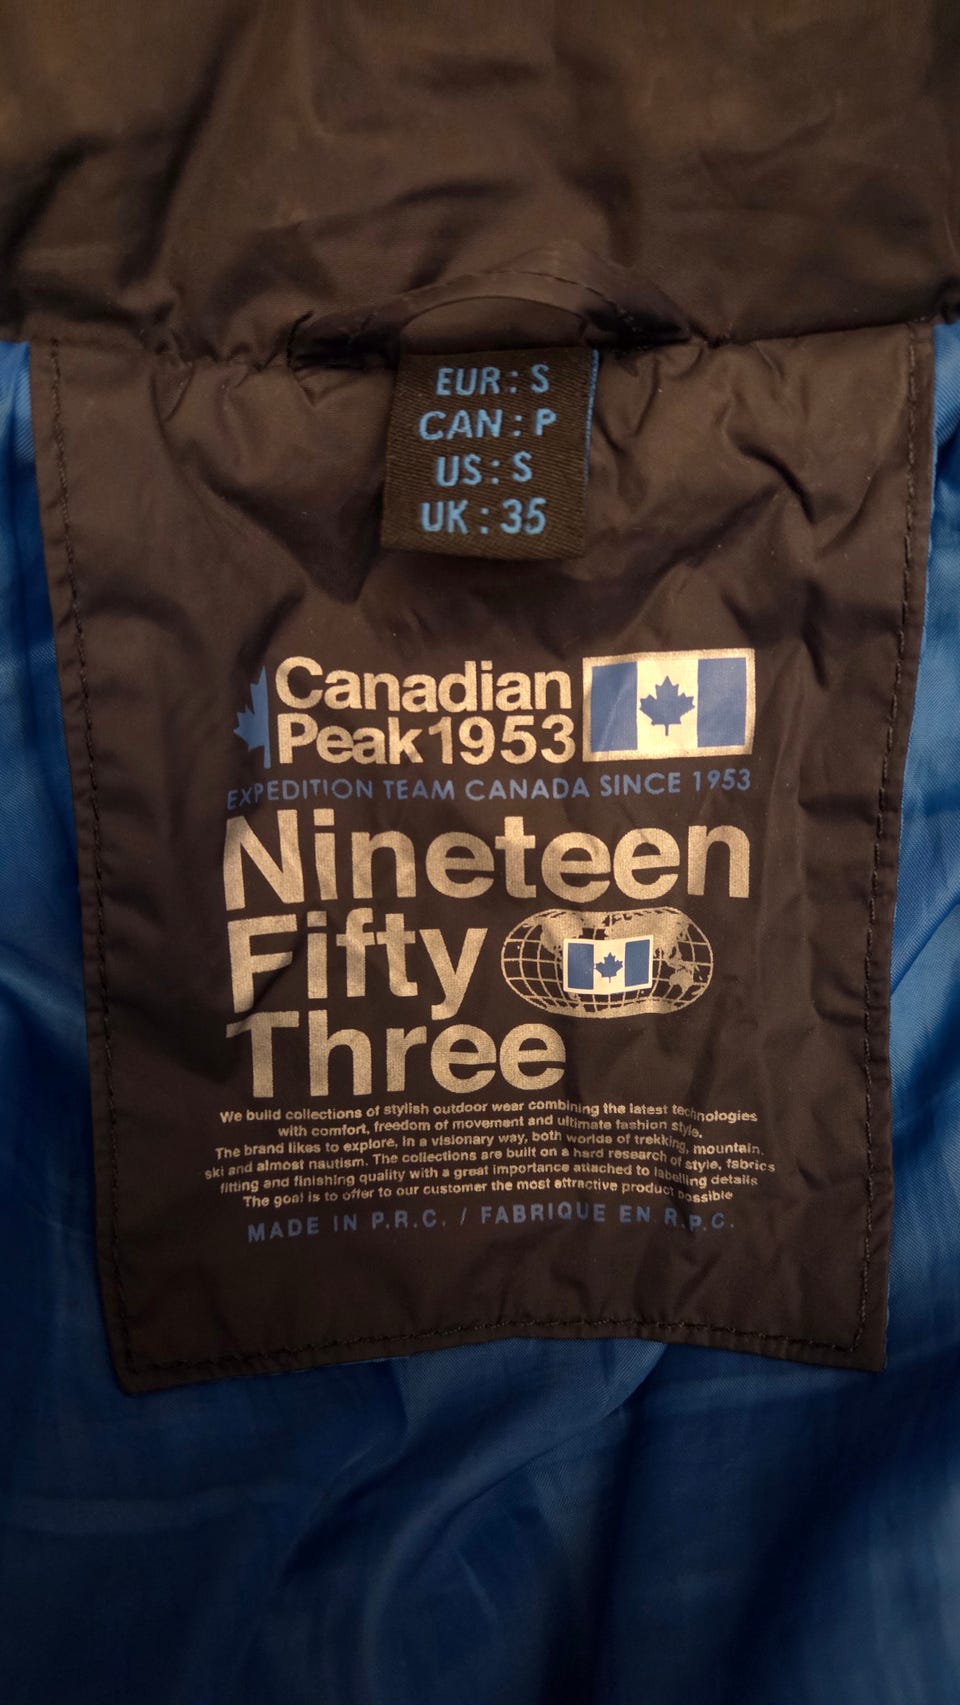 EUR: S
CAN: P
US: S
UK: 35
Canadian
Peak 1953
EXPEDITION TEAM CANADA SINCE 1953
Nineteen
Fifty
Three
We build collections of stylish outdoor wear combining the latest technologies
with comfort, freedom of movement and ultimate fashion style.
The brand likes to explore, in a visionary way, both worlds of trekking, mountain.
ski and almost nautism. The collections are built on a hard research of style, fabrics
fitting and finishing quality with a great importance attached to labelling details
The goal is to offer to our customer the most attractive product possible
MADE IN P.R.C. / FABRIQUE EN R.P.C.